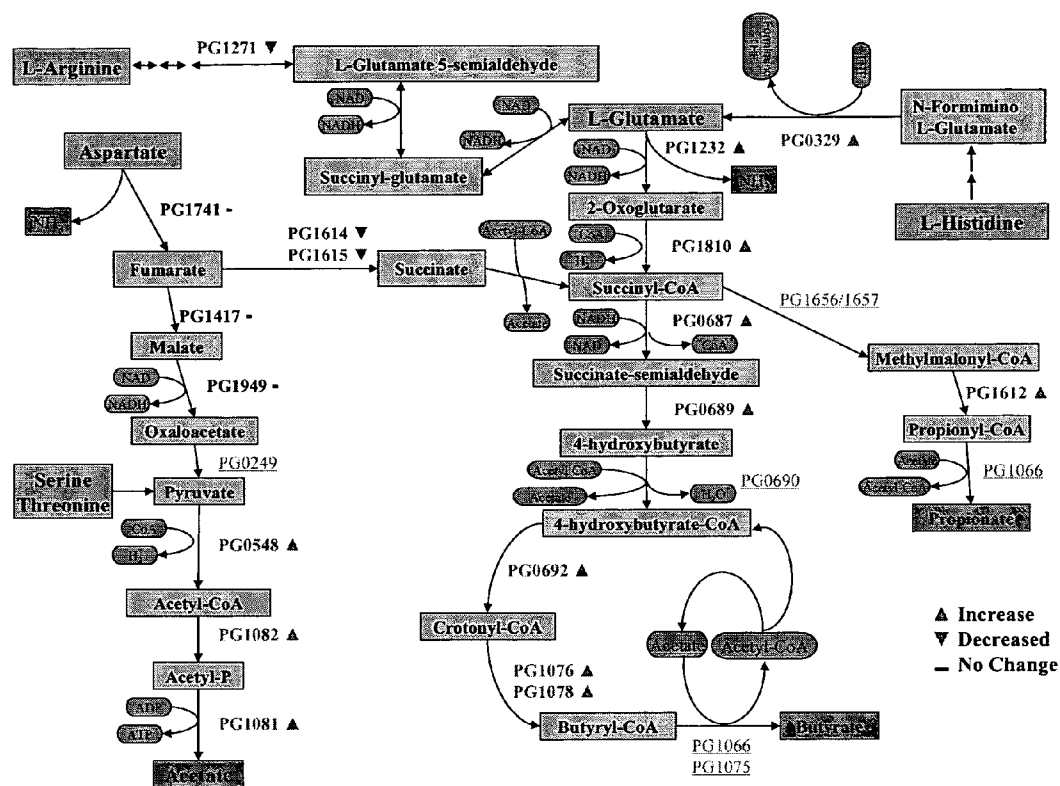 PG1271 ▼
L-Arginine
L-Glutamate 5-semialdehyde
NAD
NADH
NAD
NADH
Succinyl-glutamate
L-Glutamate
PG0329 ▲
N-Formimino
L-Glutamate
L-Histidine
PG1232 ▲
NAD
NADH
2-Oxoglutarate
Aspartate
PG1741 -
Fumarate
PG1614 ▼
PG1615 ▼
Succinate
Acetyl-CoA
Acetate
CoA
PG1810 ▲
Succinyl-CoA
PG1656/1657
PG1417 -
Malate
NADH
NAD
PG0687 ▲
CoA
Methylmalonyl-CoA
PG1612 ▲
NAD
NADH
PG1949 -
Succinate-semialdehyde
PG0689 ▲
Propionyl-CoA
Oxaloacetate
4-hydroxybutyrate
Acetate
Acetyl-CoA
PG1066
PG0249
Serine
Threonine
Pyruvate
Acetyl-CoA
Acetate
PG0690
H2O
Propionate
4-hydroxybutyrate-CoA
CoA
PG0548 ▲
PG0692 ▲
Acetyl-CoA
Crotonyl-CoA
Acetate
Acetyl-CoA
▲ Increase
▼ Decreased
- No Change
PG1082 ▲
Acetyl-P
PG1076 ▲
PG1078 ▲
ADP
ATP
PG1081 ▲
Butyryl-CoA
Butyrate
PG1066
PG1075
Acetate